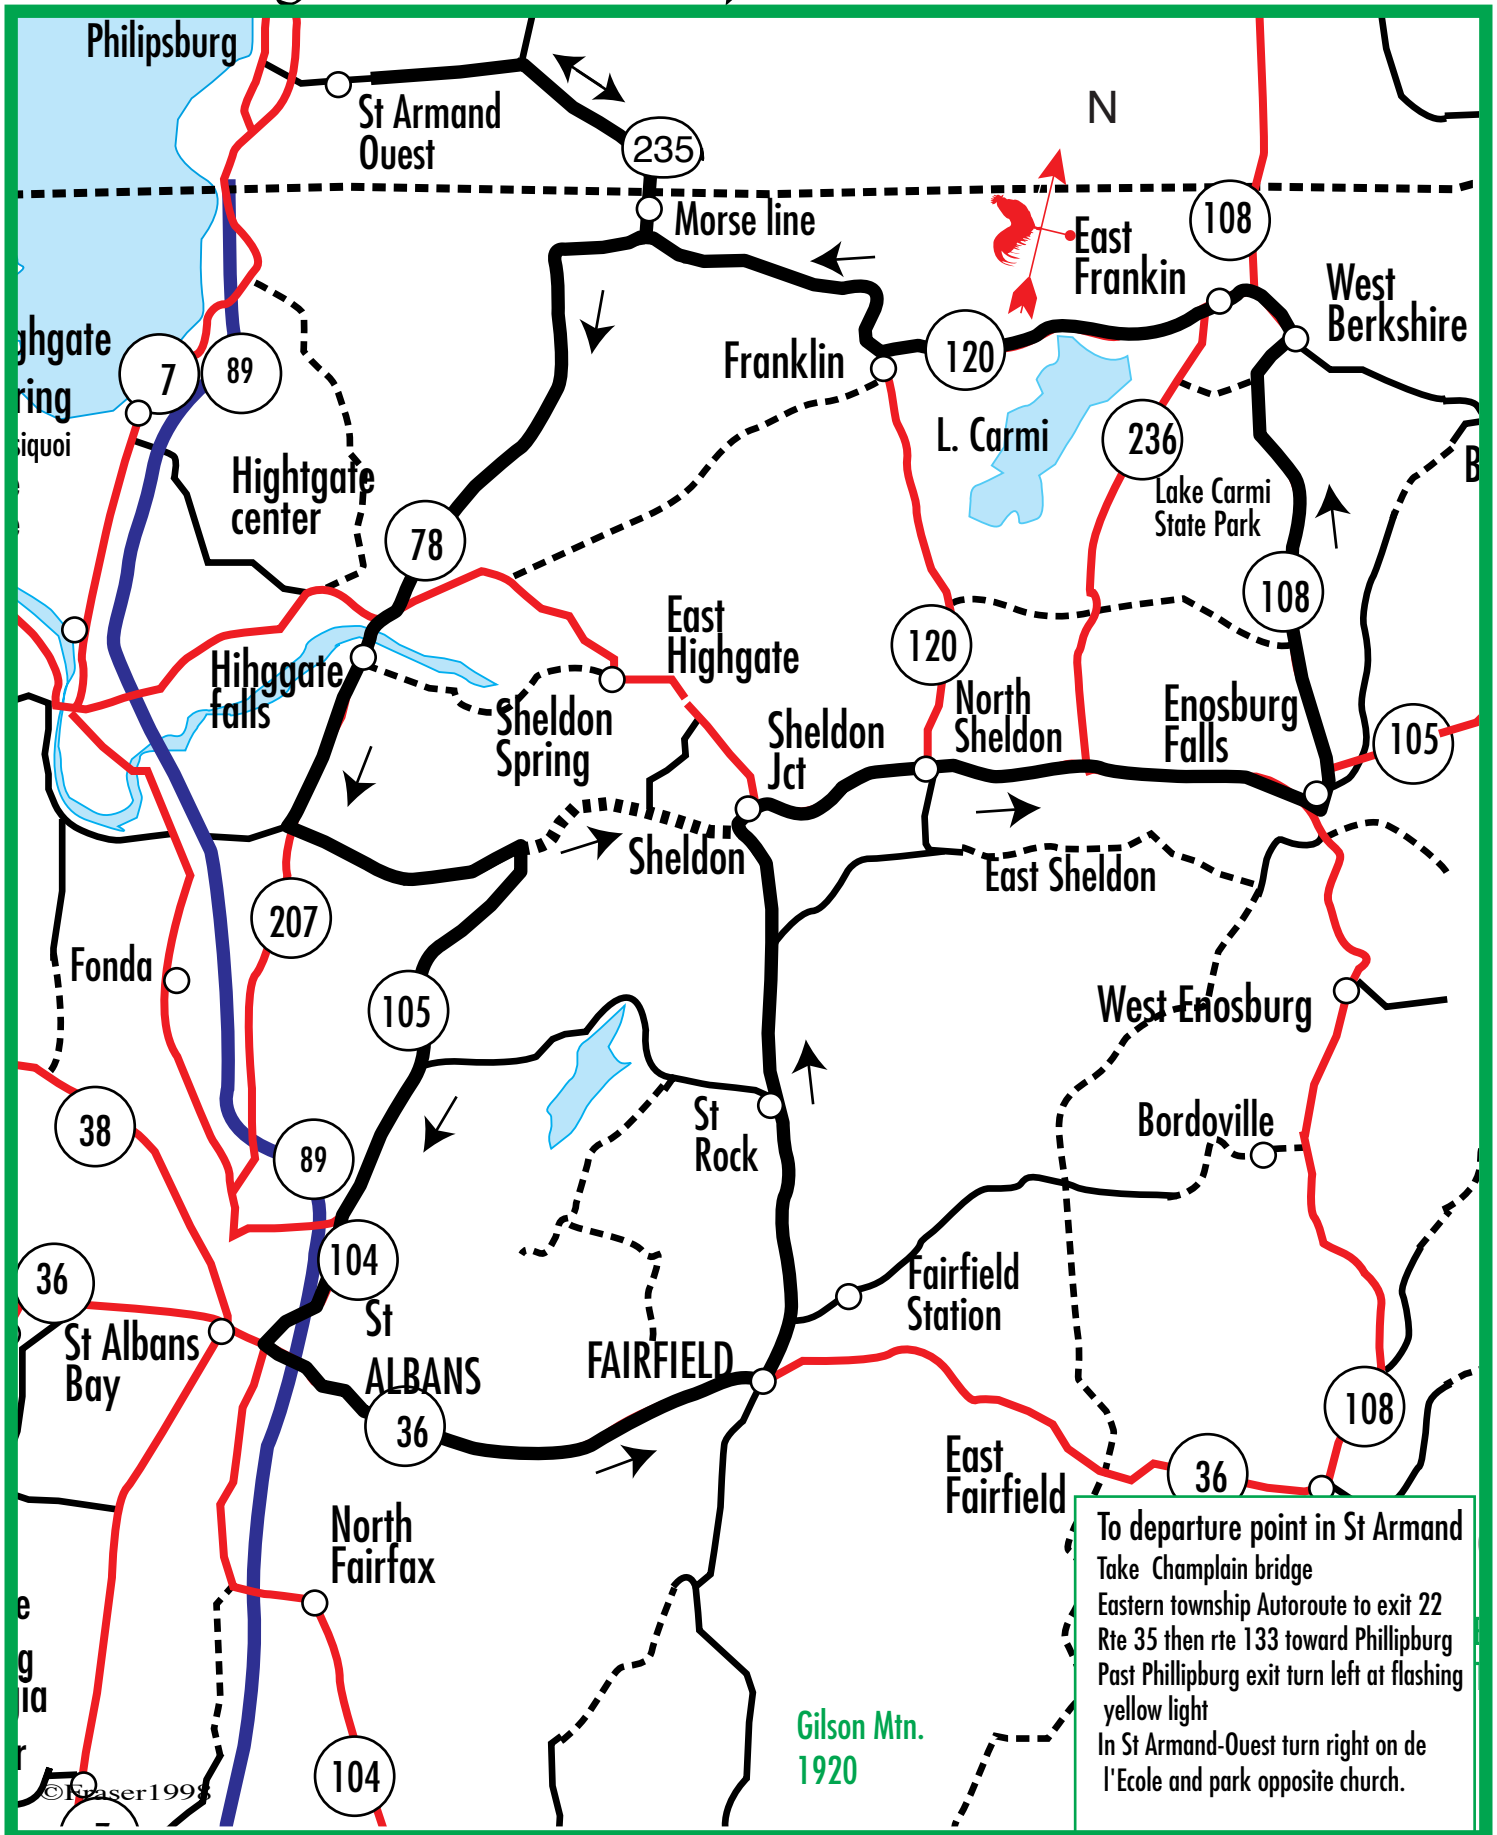 Philipsburg
St Armand
Ouest
235
N
Morse line
108
East
Frankin
West
Berkshire
ghgate
ring
siquoi
7
89
Franklin
120
L. Carmi
236
Hightgate
center
Lake Carmi
State Park
78
108
East
Highgate
120
Hihggate
falls
Sheldon
Spring
Sheldon
Jct
North
Sheldon
Enosburg
Falls
105
Sheldon
East Sheldon
207
Fonda
105
West Enosburg
38
St
Rock
Bordoville
89
104
36
St
ALBANS
St Albans
Bay
Fairfield
Station
FAIRFIELD
36
108
East
Fairfield
36
North
Fairfax
To departure point in St Armand
Take Champlain bridge
Eastern township Autoroute to exit 22
Rte 35 then rte 133 toward Phillipburg
Past Phillipburg exit turn left at flashing
yellow light
In St Armand-Ouest turn right on de
l'Ecole and park opposite church.
Gilson Mtn.
1920
104
©Fraser1998